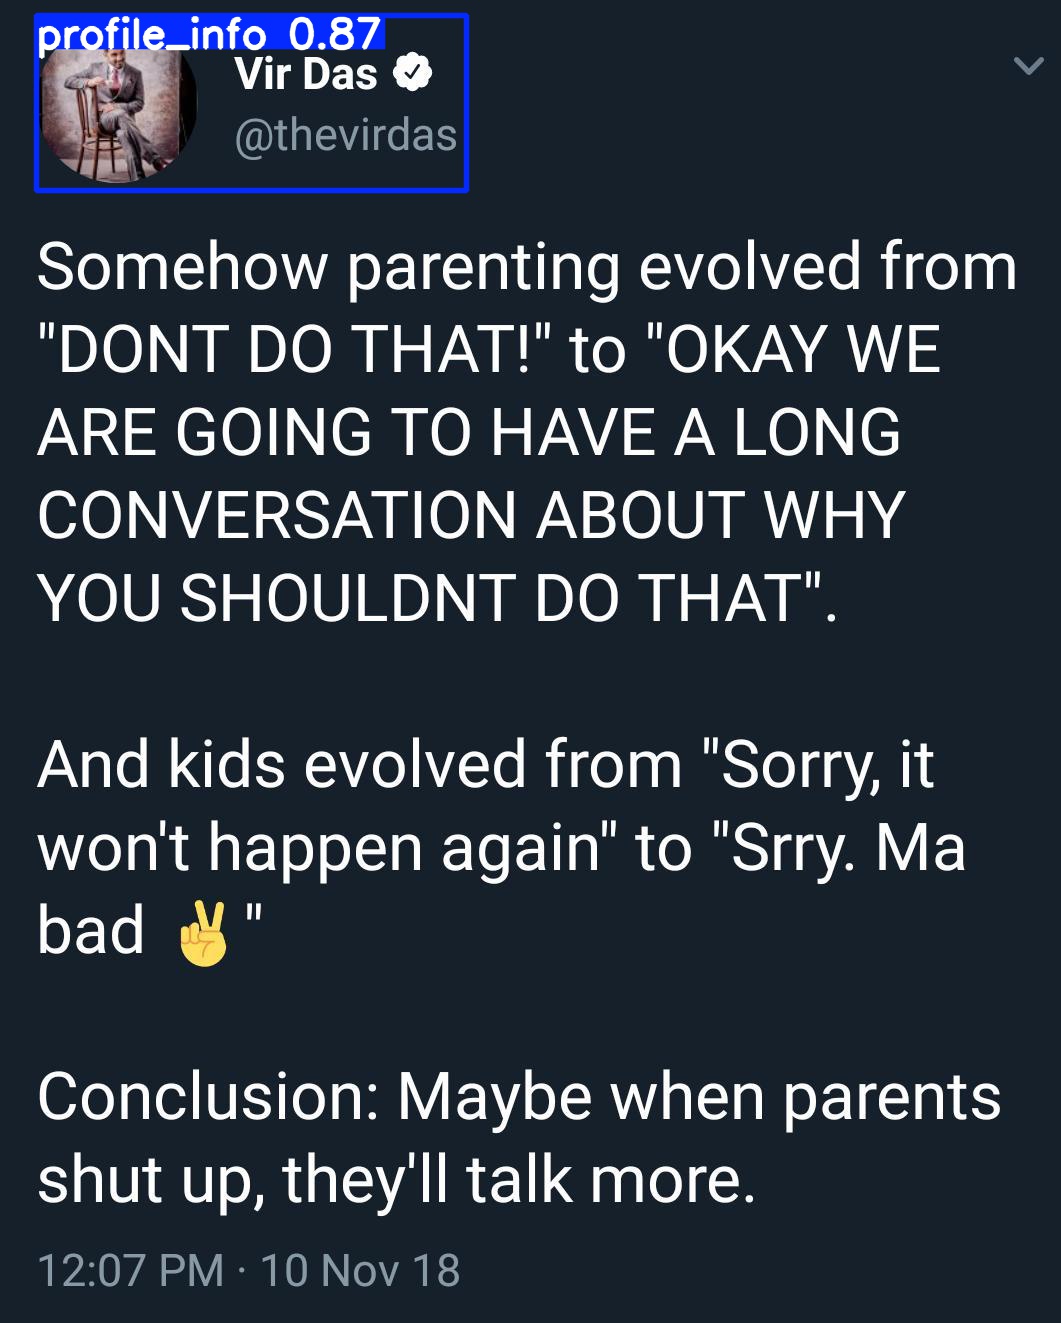 profile_info 0.87
Vir Das
@thevirdas
Somehow parenting evolved from
"DONT DO THAT!" to "OKAY WE
ARE GOING TO HAVE A LONG
CONVERSATION ABOUT WHY
YOU SHOULDNT DO THAT".
And kids evolved from "Sorry, it
won't happen again" to "Srry. Ma
bad ✌️"
Conclusion: Maybe when parents
shut up, they'll talk more.
12:07 PM · 10 Nov 18